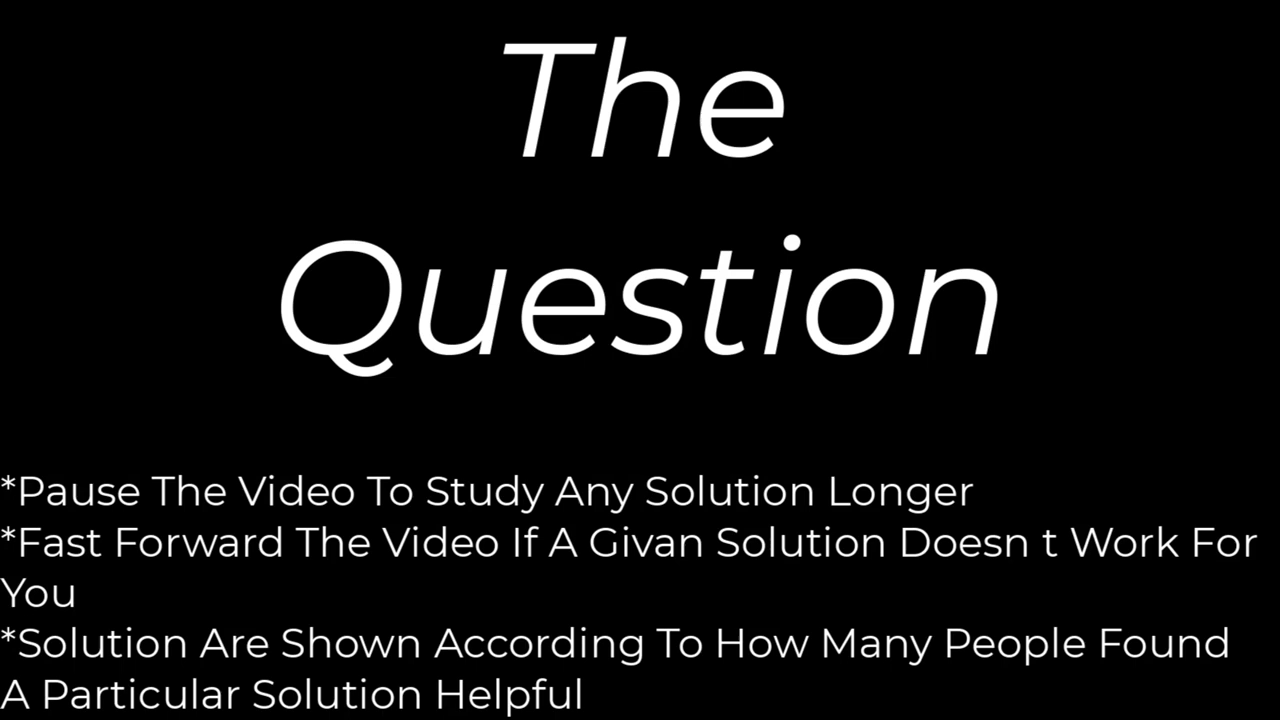 The
Question
*Pause The Video To Study Any Solution Longer
*Fast Forward The Video If A Givan Solution Doesn t Work For
You
*Solution Are Shown According To How Many People Found
A Particular Solution Helpful